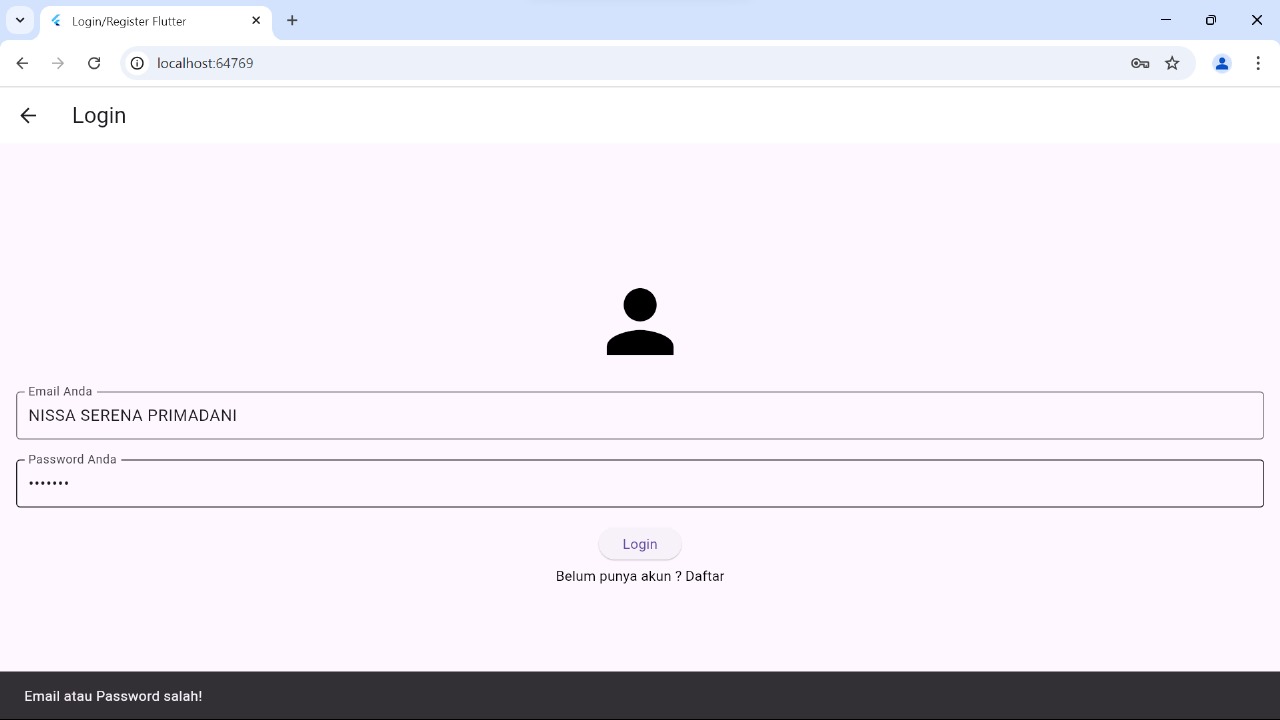 Login/Register Flutter
localhost:64769
Login
Email Anda
NISSA SERENA PRIMADANI
Password Anda
•••••••
Login
Belum punya akun ? Daftar
Email atau Password salah!